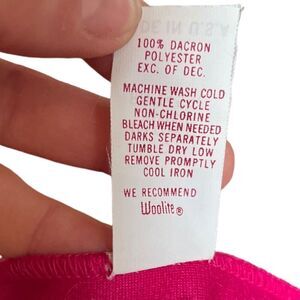 100% DACRON
POLYESTER
EXC. OF DEC.
MACHINE WASH COLD
GENTLE CYCLE
NON-CHLORINE
BLEACH WHEN NEEDED
DARKS SEPARATELY
TUMBLE DRY LOW
REMOVE PROMPTLY
COOL IRON
WE RECOMMEND
Woolite®